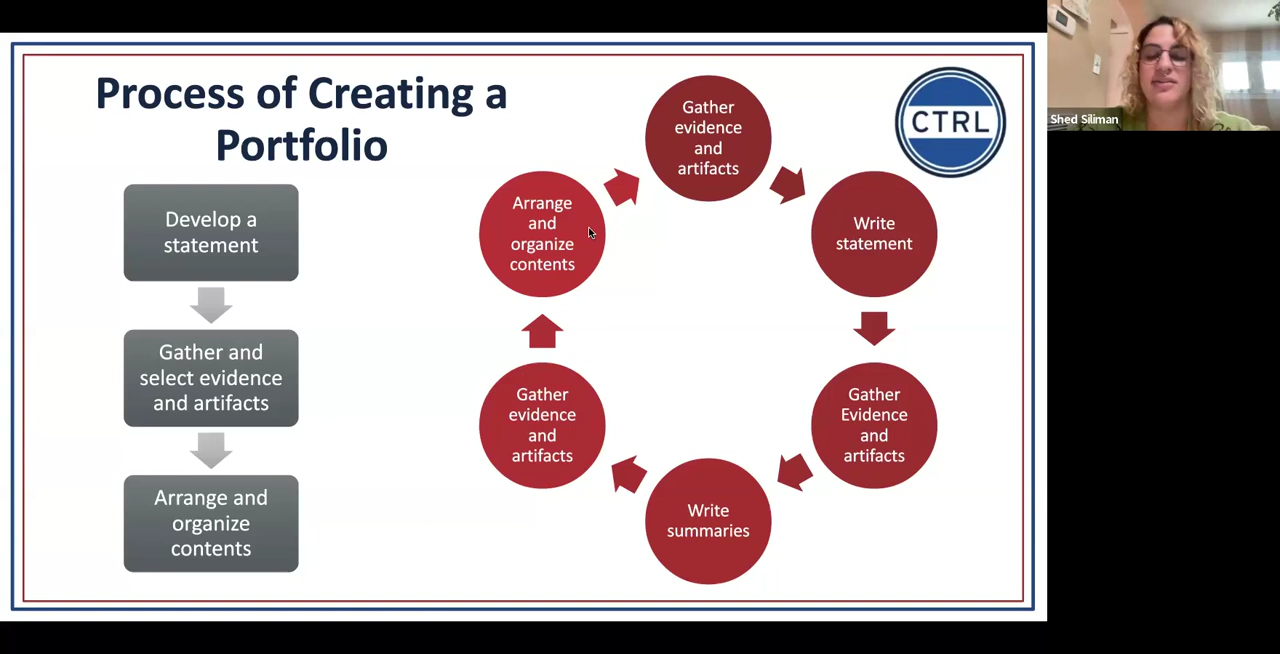 Process of Creating a
Portfolio
Develop a
statement
Gather and
select evidence
and artifacts
Arrange and
organize
contents
Gather
evidence
and
artifacts
Write
statement
Gather
Evidence
and
artifacts
Write
summaries
Gather
evidence
and
artifacts
Arrange
and
organize
contents
CTRL
Shed Siliman